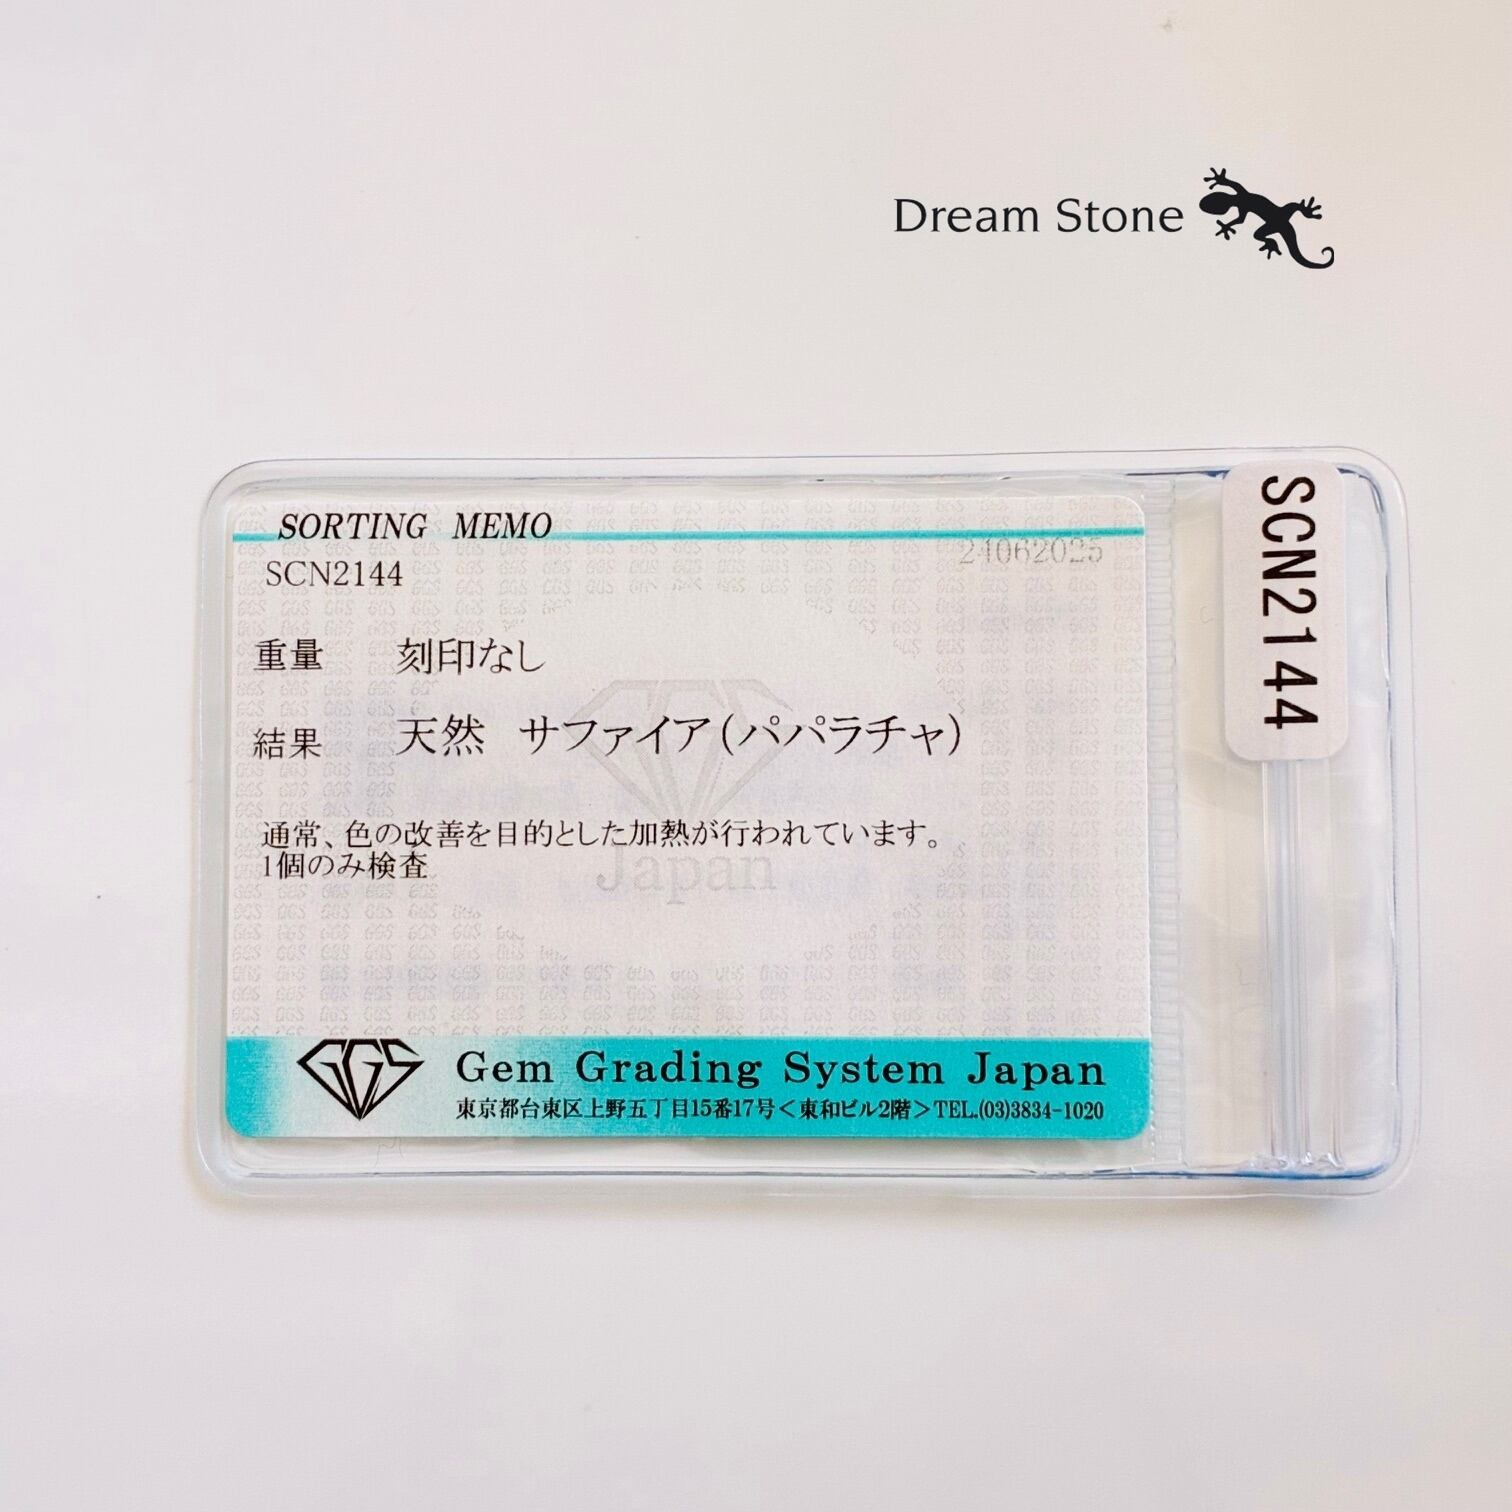 Dream Stone
SORTING MEMO
24062025
SCN2144
重量 刻印なし
結果 天然 サファイア(パパラチャ)
通常、色の改善を目的とした加熱が行われています。
1個のみ検査
Japan
GGS Gem Grading System Japan
東京都台東区上野五丁目15番17号<東和ビル2階>TEL.(03)3834-1020
SCN2144